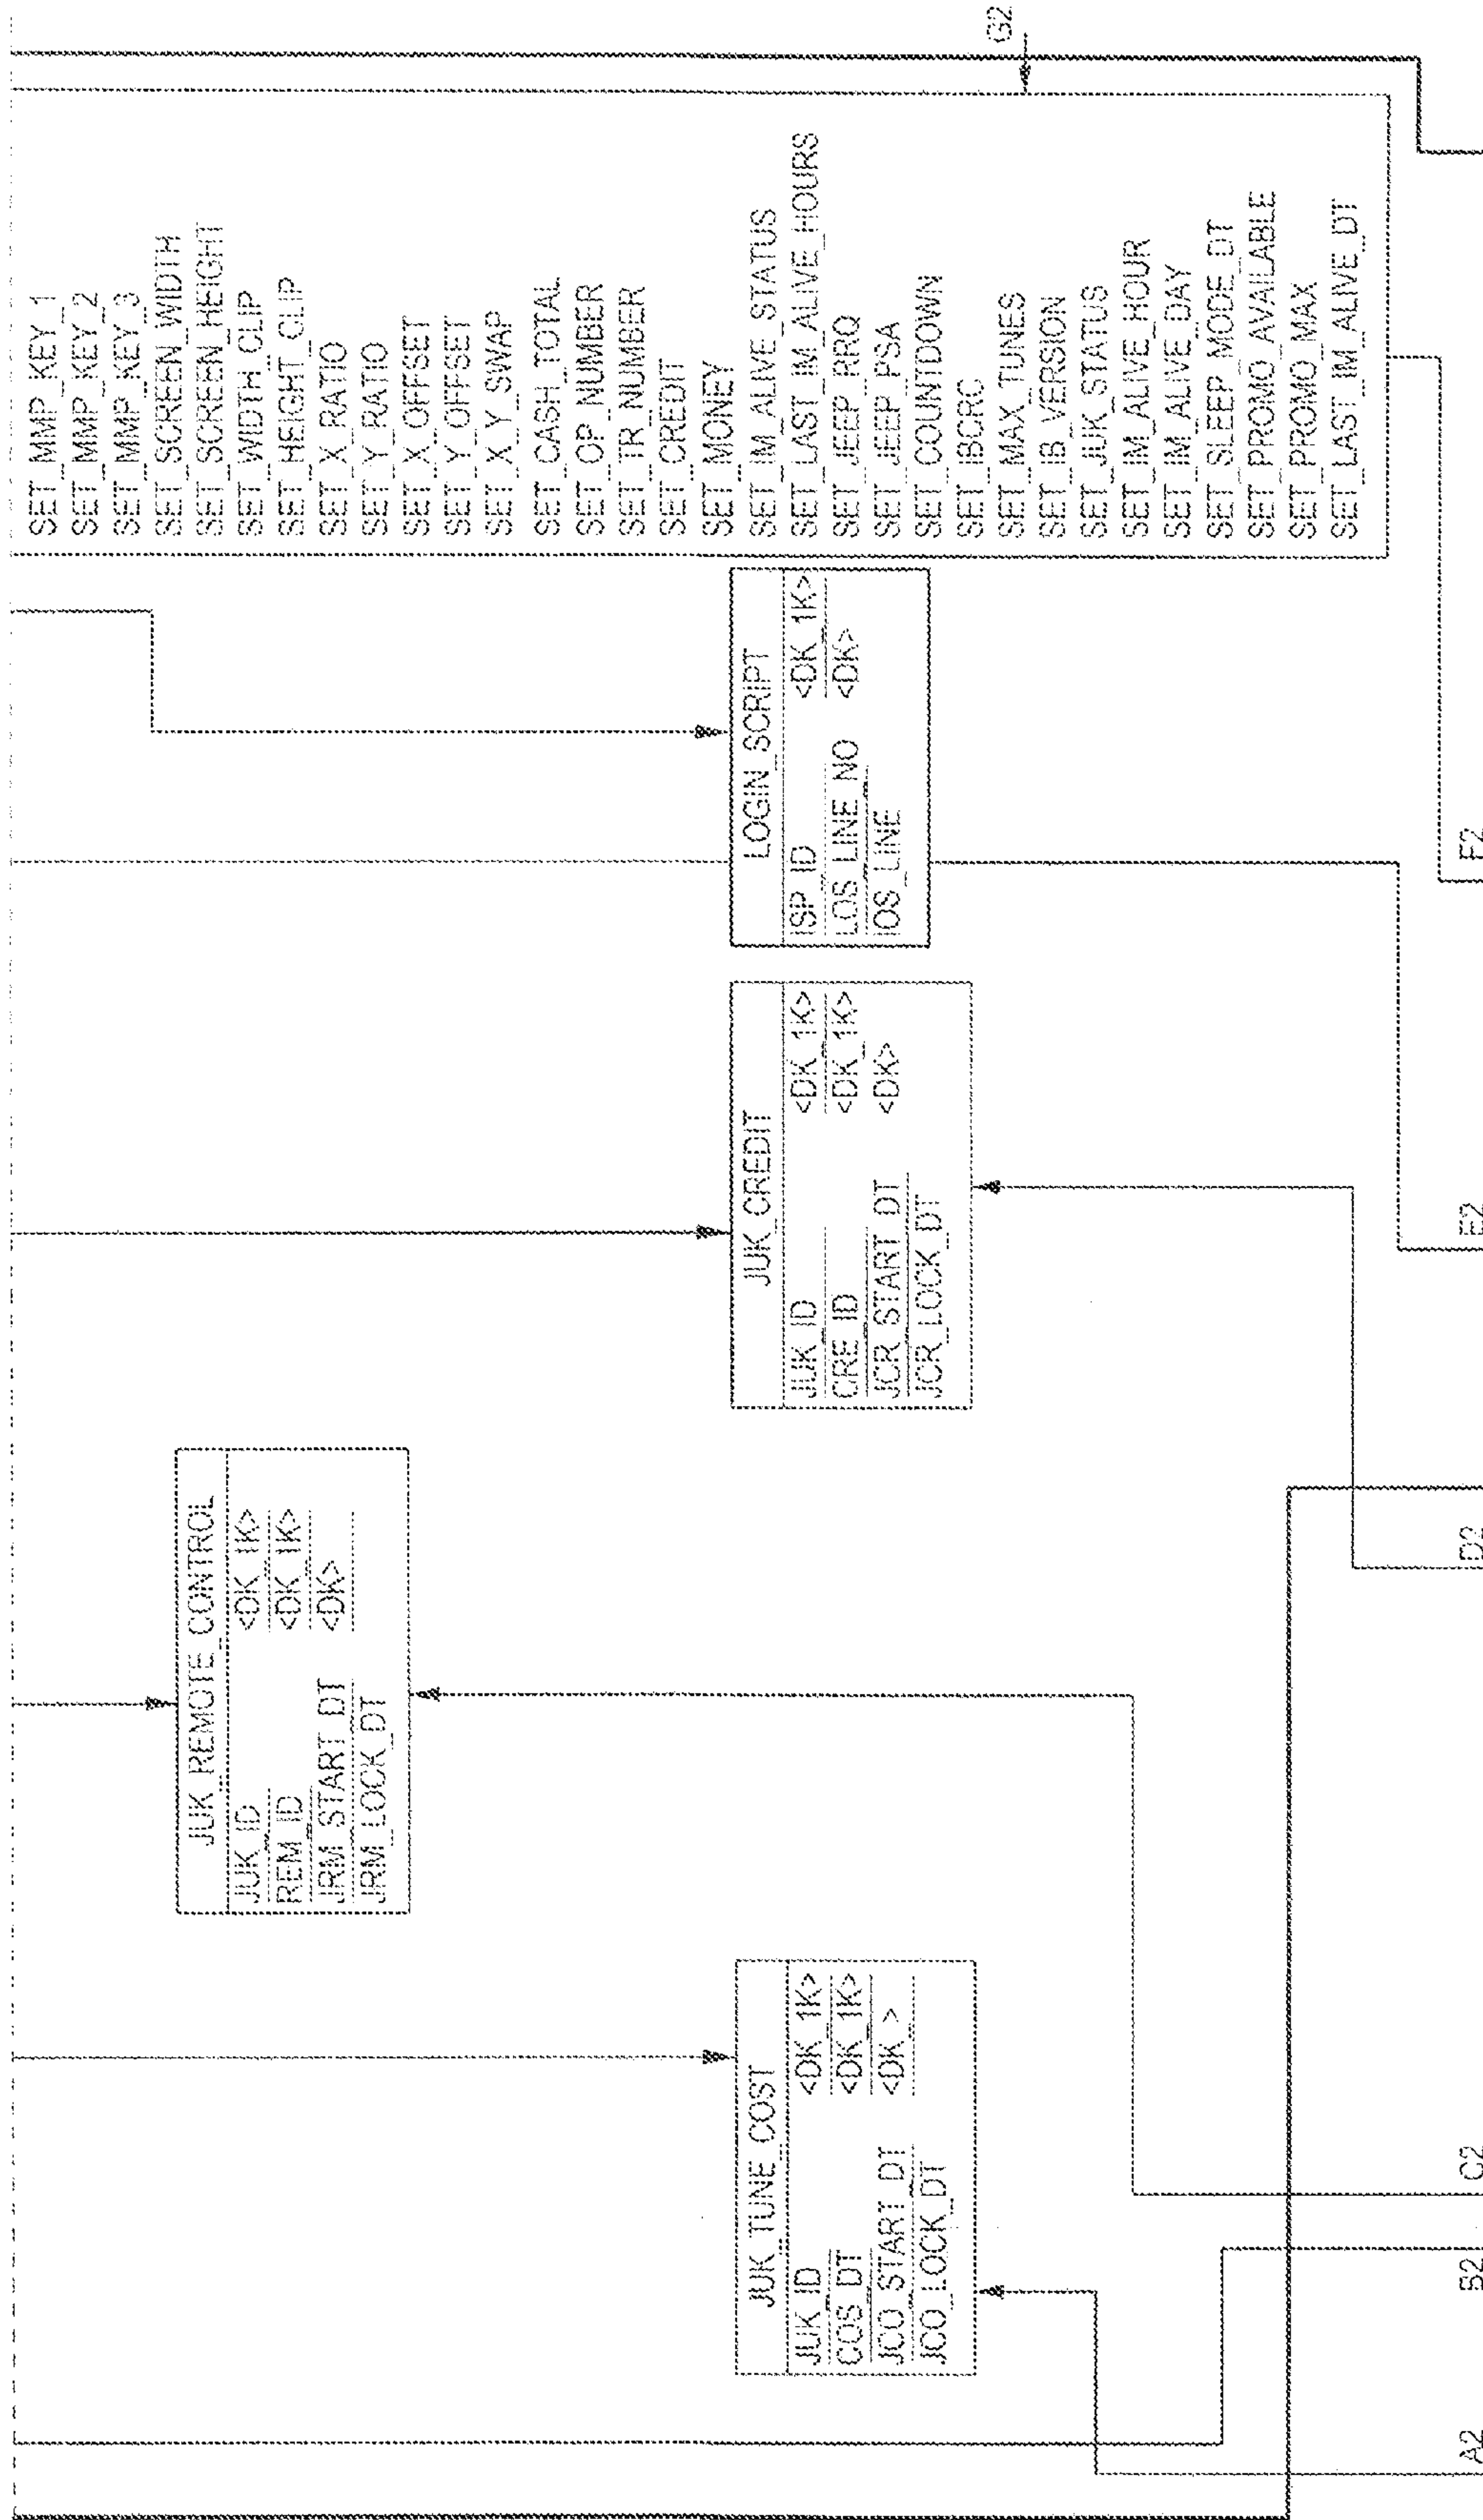 SET_MMP_KEY_1
SET_MMP_KEY_2
SET_MMP_KEY_3
SET_SCREEN_WIDTH
SET_SCREEN_HEIGHT
SET_WIDTH_CLIP
SET_HEIGHT_CLIP
SET_X_RATIO
SET_Y_RATIO
SET_X_OFFSET
SET_Y_OFFSET
SET_X_Y_SWAP
SET_CASH_TOTAL
SET_OP_NUMBER
SET_TR_NUMBER
SET_CREDIT
SET_MONEY
SET_IM_ALIVE_STATUS
SET_LAST_IM_ALIVE_HOURS
SET_JEEP_RRQ
SET_JEEP_PSA
SET_COUNTDOWN
SET_IBCRC
SET_MAX_TUNES
SET_IB_VERSION
SET_JUK_STATUS
SET_IM_ALIVE_HOUR
SET_IM_ALIVE_DAY
SET_SLEEP_MODE_DT
SET_PROMO_AVAILABLE
SET_PROMO_MAX
SET_LAST_IM_ALIVE_DT
G2
LOGIN_SCRIPT
ISP_ID <DK_1K>
LOS_LINE_NO <DK>
IOS_LINE
JUK_CREDIT
JUK_ID <DK_1K>
CRE_ID <DK_1K>
JCR_START_DT <DK>
JCR_LOCK_DT
JUK_REMOTE_CONTROL
JUK_ID <DK_1K>
REM_ID <DK_1K>
JRM_START_DT <DK>
JRM_LOCK_DT
JUK_TUNE_COST
JUK_ID <DK_1K>
COS_DT <DK_1K>
JCO_START_DT <DK_>
JCO_LOCK_DT
A2
B2
C2
D2
E2
F2